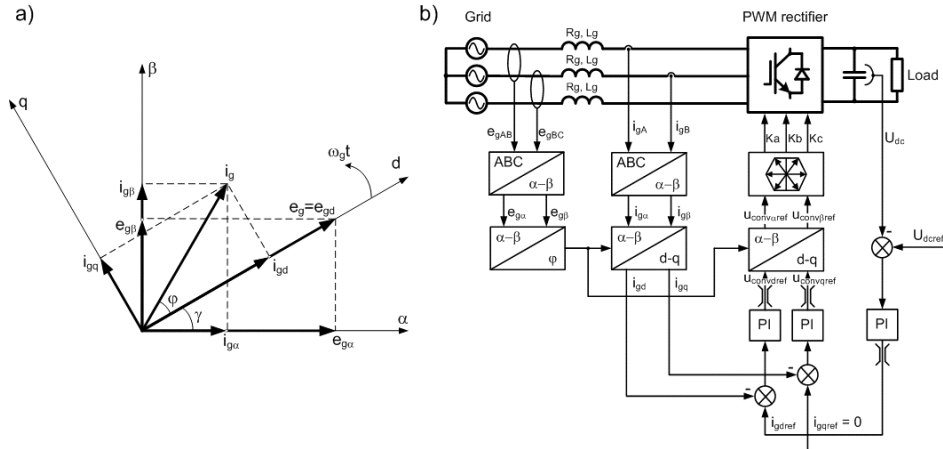 a)
β
q
ωgt
d
ig
igβ
eg=egd
egβ
igq
igd
φ
γ
α
igα
egα
b)
Grid
PWM rectifier
Rg, Lg
Rg, Lg
Rg, Lg
Load
egAB
egBC
igA
igB
Ka
Kb
Kc
Udc
ABC
α–β
ABC
α–β
egα
egβ
igα
igβ
uconvαref
uconvβref
α–β
φ
α–β
d-q
α–β
d-q
-
Udcref
igd
igq
uconvdref
uconvqref
PI
PI
PI
-
-
igdref
igqref = 0